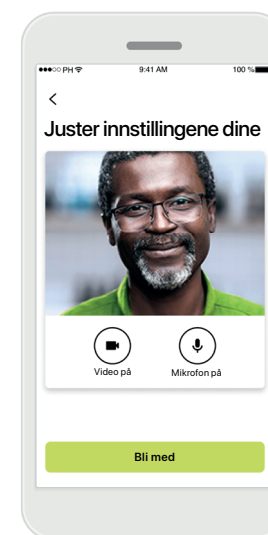 ●●●○○ PH 9:41 AM 100 %
Juster innstillingene dine
Video på Mikrofon på
Bli med